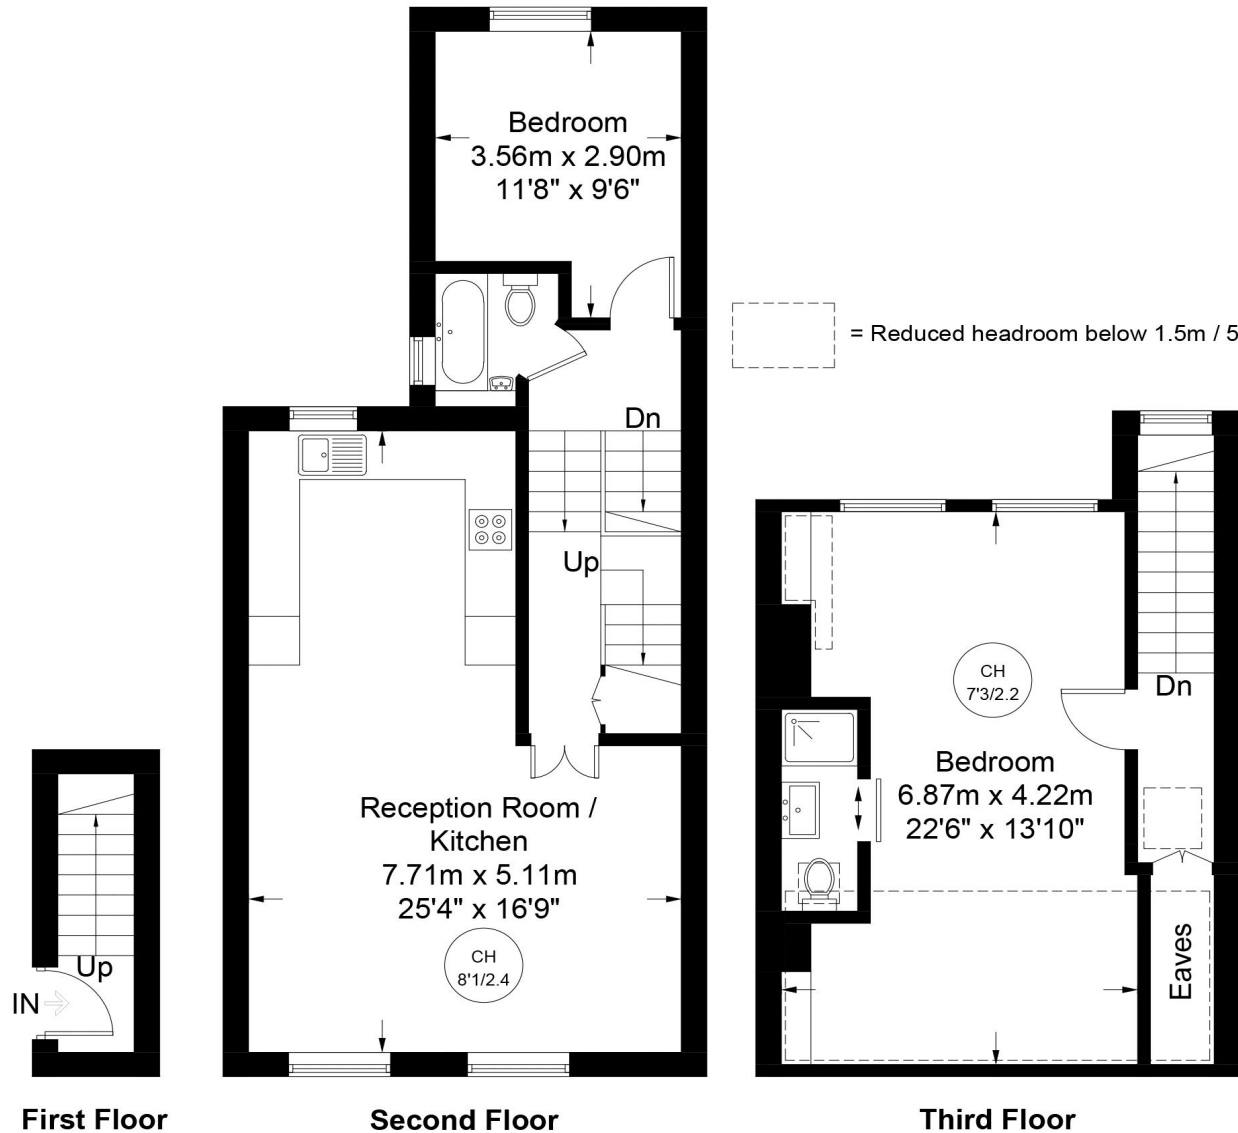 Bedroom
3.56m x 2.90m
11'8" x 9'6"
= Reduced headroom below 1.5m / 5
Dn
Up
Reception Room /
Kitchen
7.71m x 5.11m
25'4" x 16'9"
CH
8'1/2.4
CH
7'3/2.2
Dn
Bedroom
6.87m x 4.22m
22'6" x 13'10"
Eaves
Up
IN
First Floor
Second Floor
Third Floor